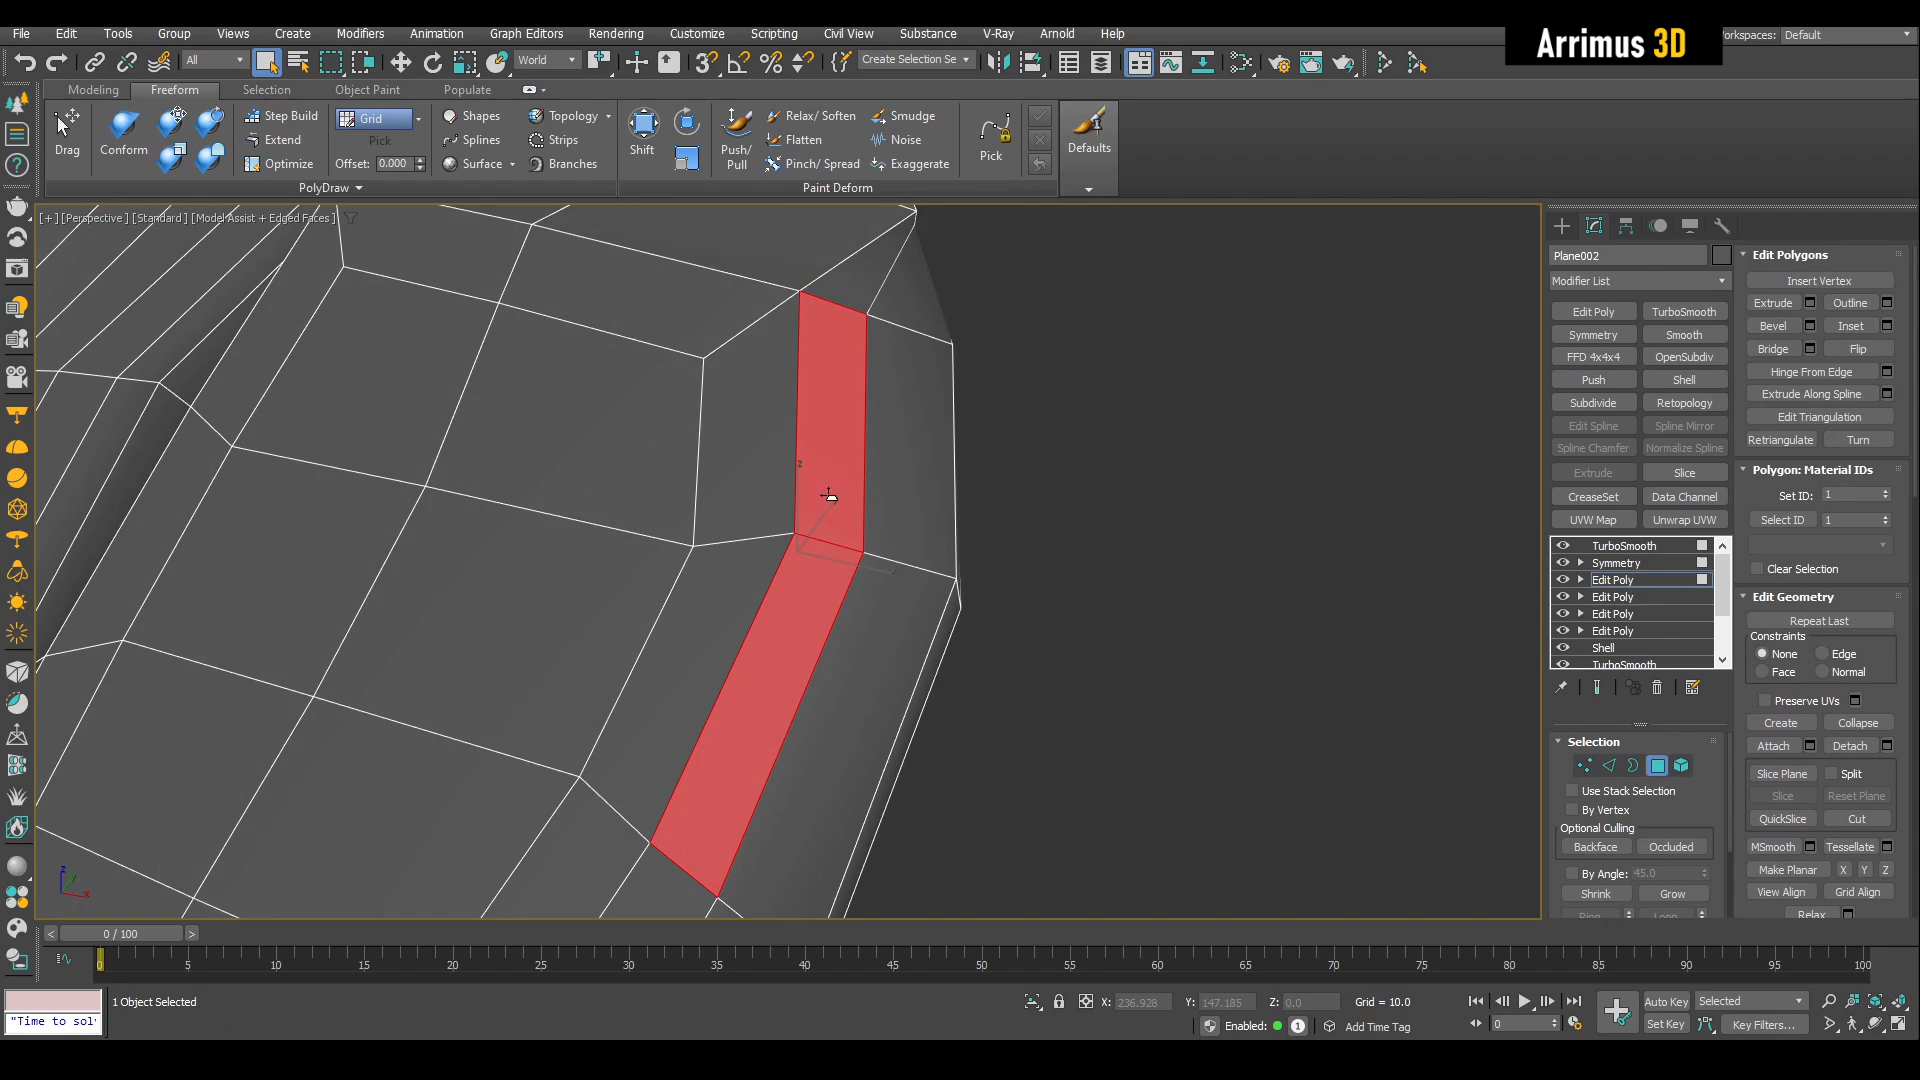 Arrimus 3D
File Edit Tools Group Views Create Modifiers Animation Graph Editors Rendering Customize Scripting Civil View Substance V-Ray Arnold Help
orkspaces: Default
All World Create Selection Se
Modeling Freeform Selection Object Paint Populate
Drag Conform Step Build Extend Optimize Grid Pick Offset: 0.000 Shapes Splines Surface Topology Strips Branches Shift Push/Pull Relax/ Soften Flatten Pinch/ Spread Smudge Noise Exaggerate Pick Defaults
PolyDraw Paint Deform
[+] [Perspective ] [Standard ] [Model Assist + Edged Faces ]
z
z y x
Plane002
Modifier List
Edit Poly TurboSmooth
Symmetry Smooth
FFD 4x4x4 OpenSubdiv
Push Shell
Subdivide Retopology
Edit Spline Spline Mirror
Spline Chamfer Normalize Spline
Extrude Slice
CreaseSet Data Channel
UVW Map Unwrap UVW
TurboSmooth
Symmetry
Edit Poly
Edit Poly
Edit Poly
Edit Poly
Shell
TurboSmooth
Selection
Use Stack Selection
By Vertex
Optional Culling
Backface Occluded
By Angle: 45.0
Shrink Grow
Ring Loop
Edit Polygons
Insert Vertex
Extrude Outline
Bevel Inset
Bridge Flip
Hinge From Edge
Extrude Along Spline
Edit Triangulation
Retriangulate Turn
Polygon: Material IDs
Set ID: 1
Select ID 1
Clear Selection
Edit Geometry
Repeat Last
Constraints
None Edge
Face Normal
Preserve UVs
Create Collapse
Attach Detach
Slice Plane Split
Slice Reset Plane
QuickSlice Cut
MSmooth Tessellate
Make Planar X Y Z
View Align Grid Align
Relax
< 0 / 100 >
0 5 10 15 20 25 30 35 40 45 50 55 60 65 70 75 80 85 90 95 100
1 Object Selected
X: 236.928 Y: 147.185 Z: 0.0 Grid = 10.0
Auto Key Selected
"Time to sol
Enabled: 1 Add Time Tag
0
Set Key Key Filters...